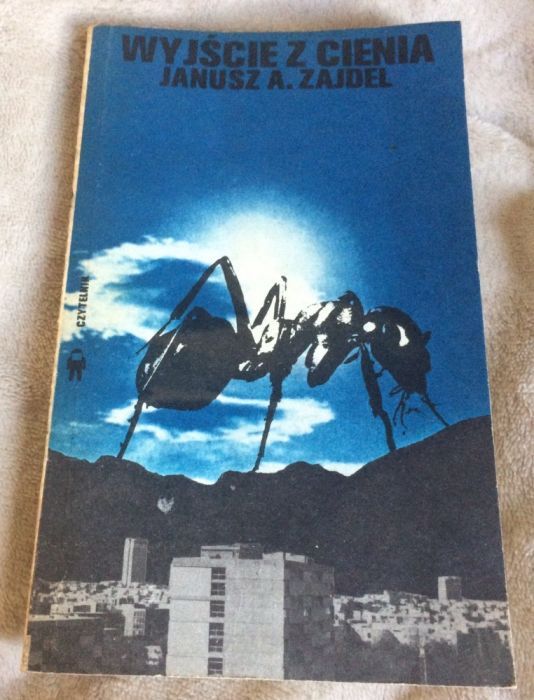 WYJŚCIE Z CIENIA
JANUSZ A. ZAJDEL
CZYTELNIK